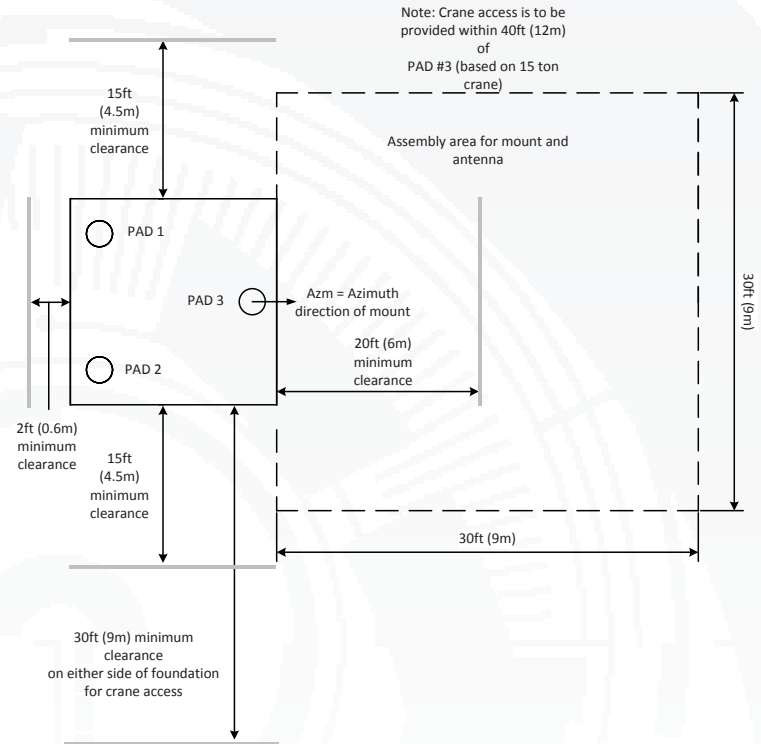 Note: Crane access is to be
provided within 40ft (12m)
of
PAD #3 (based on 15 ton
crane)
15ft
(4.5m)
minimum
clearance
Assembly area for mount and
antenna
PAD 1
PAD 3
Azm = Azimuth
direction of mount
30ft (9m)
20ft (6m)
minimum
clearance
PAD 2
2ft (0.6m)
minimum
clearance
15ft
(4.5m)
minimum
clearance
30ft (9m)
30ft (9m) minimum
clearance
on either side of foundation
for crane access